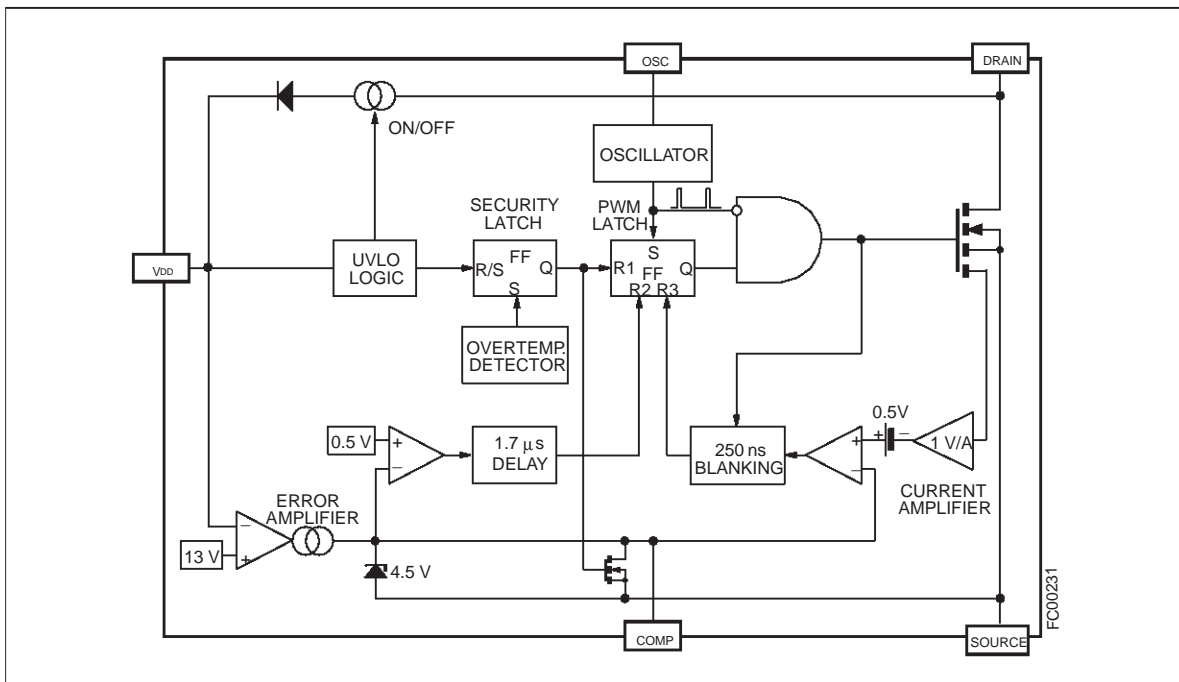 OSC
DRAIN
ON/OFF
OSCILLATOR
SECURITY
LATCH
PWM
LATCH
VDD
UVLO
LOGIC
R/S
FF
Q
S
R1
S
FF
Q
R2 R3
OVERTEMP.
DETECTOR
0.5 V
+
–
1.7 μs
DELAY
250 ns
BLANKING
+
–
0.5V
+
–
1 V/A
CURRENT
AMPLIFIER
ERROR
AMPLIFIER
13 V
–
+
4.5 V
COMP
SOURCE
FC00231